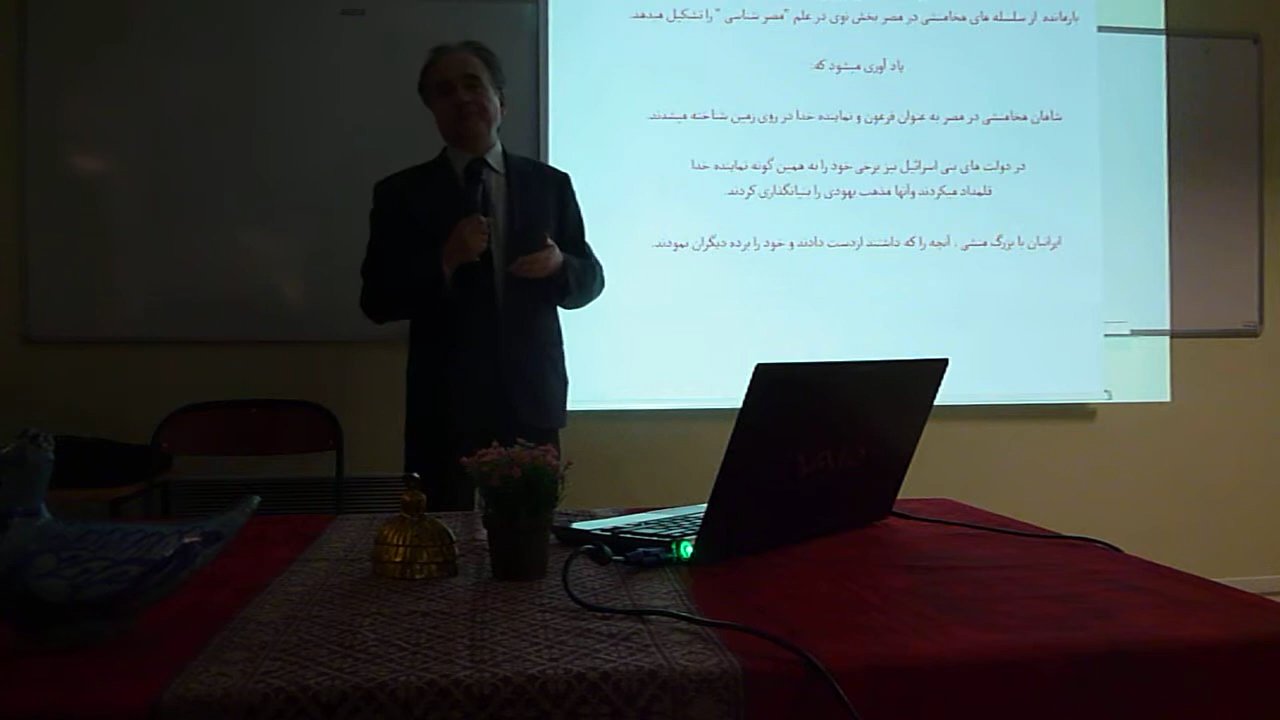 بازمانده از سلسله های هخامنشی در مصر بخش نوی در علم "مصر شناسی" را تشکیل میدهد.
یاد آوری میشود که:
شاهان هخامنشی در مصر به عنوان فرعون و نماینده خدا در روی زمین شناخته میشدند.
در دولت های بنی اسرائیل نیز برخی خود را به همین گونه نماینده خدا
قلمداد میکردند وآنها مذهب یهودی را بنیانگذاری کردند.
ایرانیان با بزرگ منشی ، آنچه را که داشتند ازدست دادند و خود را برده دیگران نمودند.
VAIO